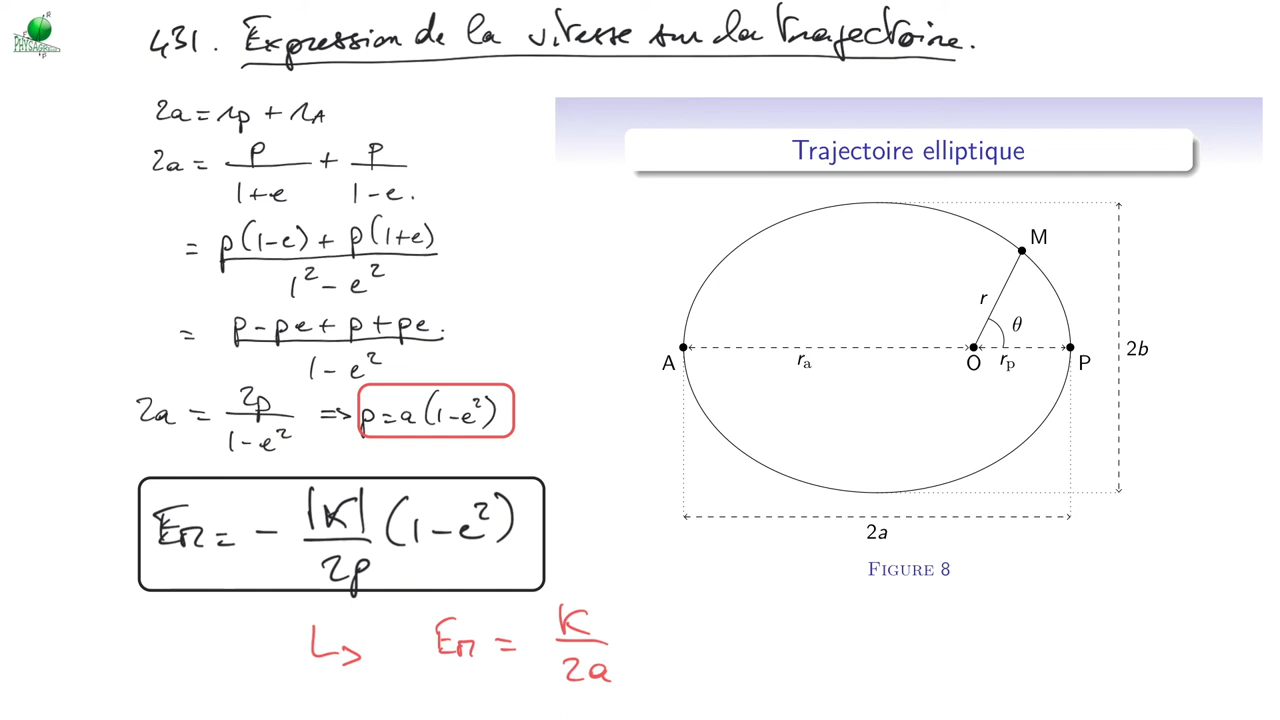 431. Expression de la vitesse sur la trajectoire.
2a = rp + rA
2a = p/(1+e) + p/(1-e).
= (p(1-e) + p(1+e))/(1² - e²)
= (p - pe + p + pe.)/(1 - e²)
2a = 2p/(1-e²) => p = a(1-e²)
EM = - |K|/2p (1-e²)
↳ EM = K/2a
Trajectoire elliptique
M
r
θ
A
ra
O
rp
P
2b
2a
FIGURE 8